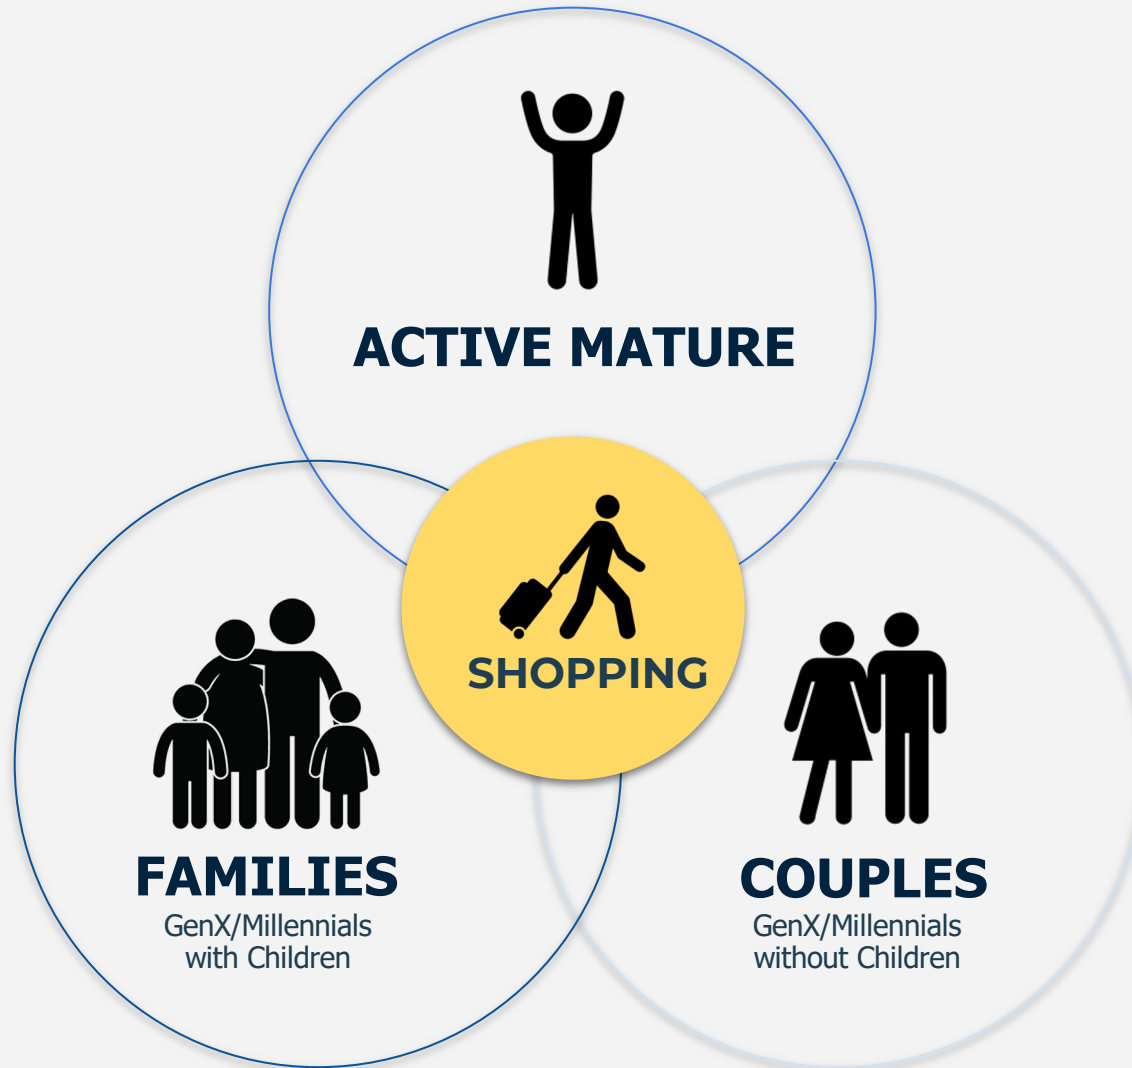 ACTIVE MATURE
SHOPPING
FAMILIES
GenX/Millennials
with Children
COUPLES
GenX/Millennials
without Children